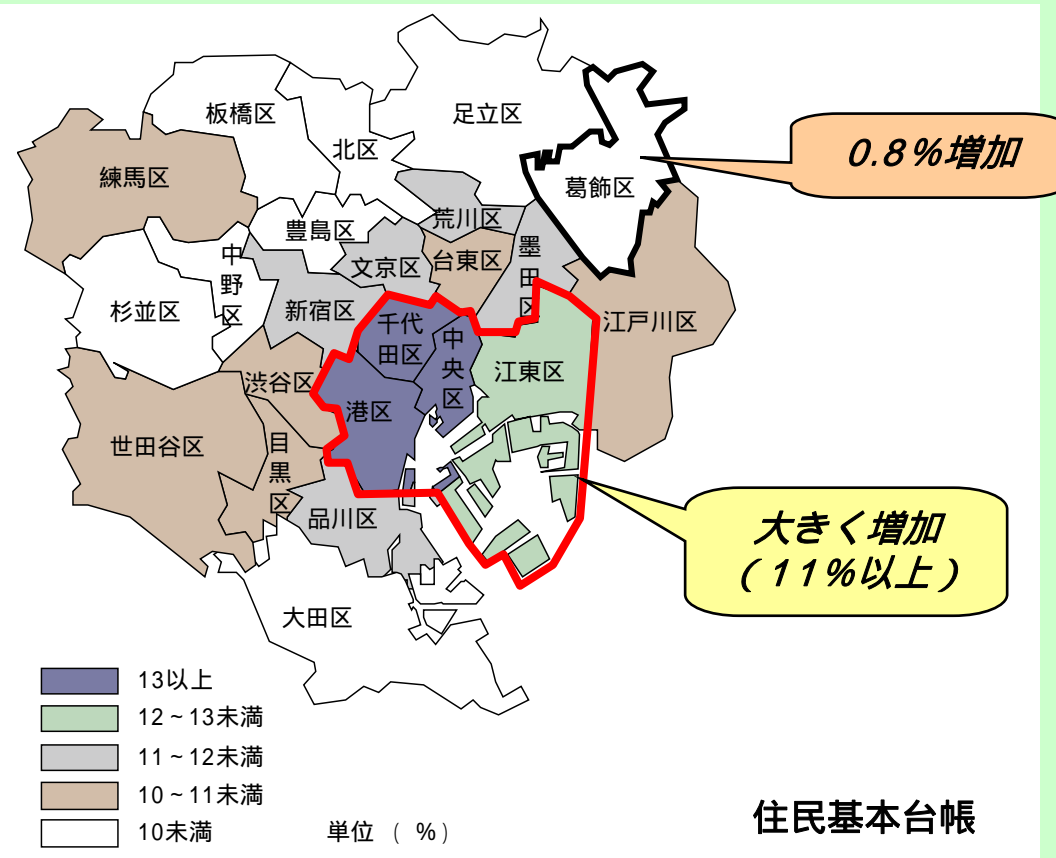 板橋区
足立区
北区
練馬区
0.8%増加
葛飾区
荒川区
豊島区
中野区
文京区
台東区
墨田区
杉並区
新宿区
千代田区
中央区
江戸川区
渋谷区
江東区
港区
世田谷区
目黒区
品川区
大きく増加
(11%以上)
大田区
13以上
12~13未満
11~12未満
10~11未満
10未満
単位 ( %)
住民基本台帳